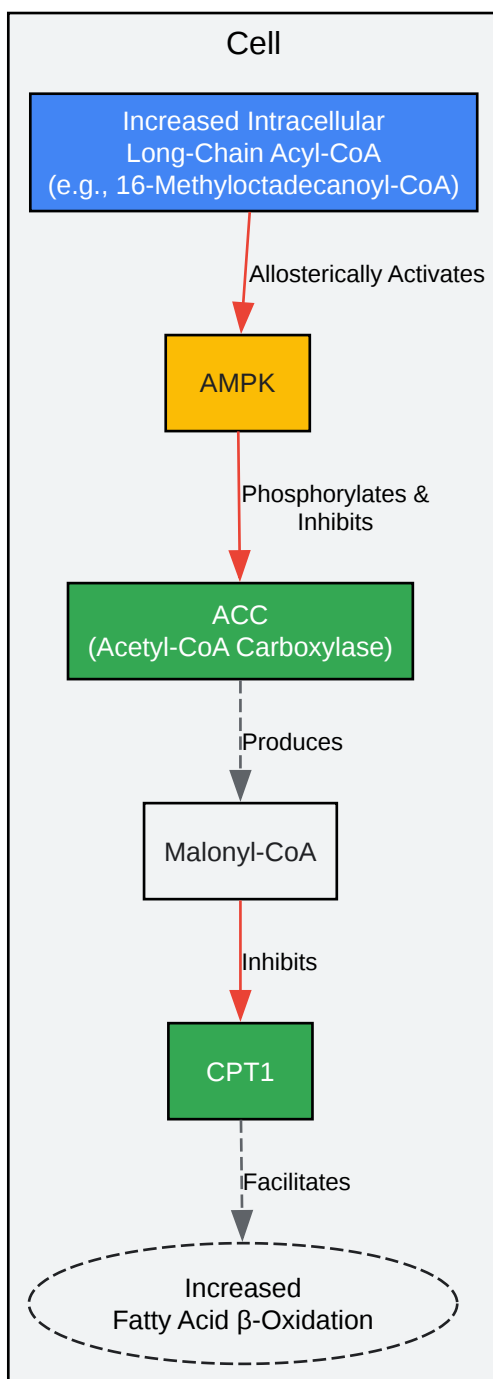 Cell
Increased Intracellular
Long-Chain Acyl-CoA
(e.g., 16-Methyloctadecanoyl-CoA)
Allosterically Activates
AMPK
Phosphorylates &
Inhibits
ACC
(Acetyl-CoA Carboxylase)
Produces
Malonyl-CoA
Inhibits
CPT1
Facilitates
Increased
Fatty Acid β-Oxidation